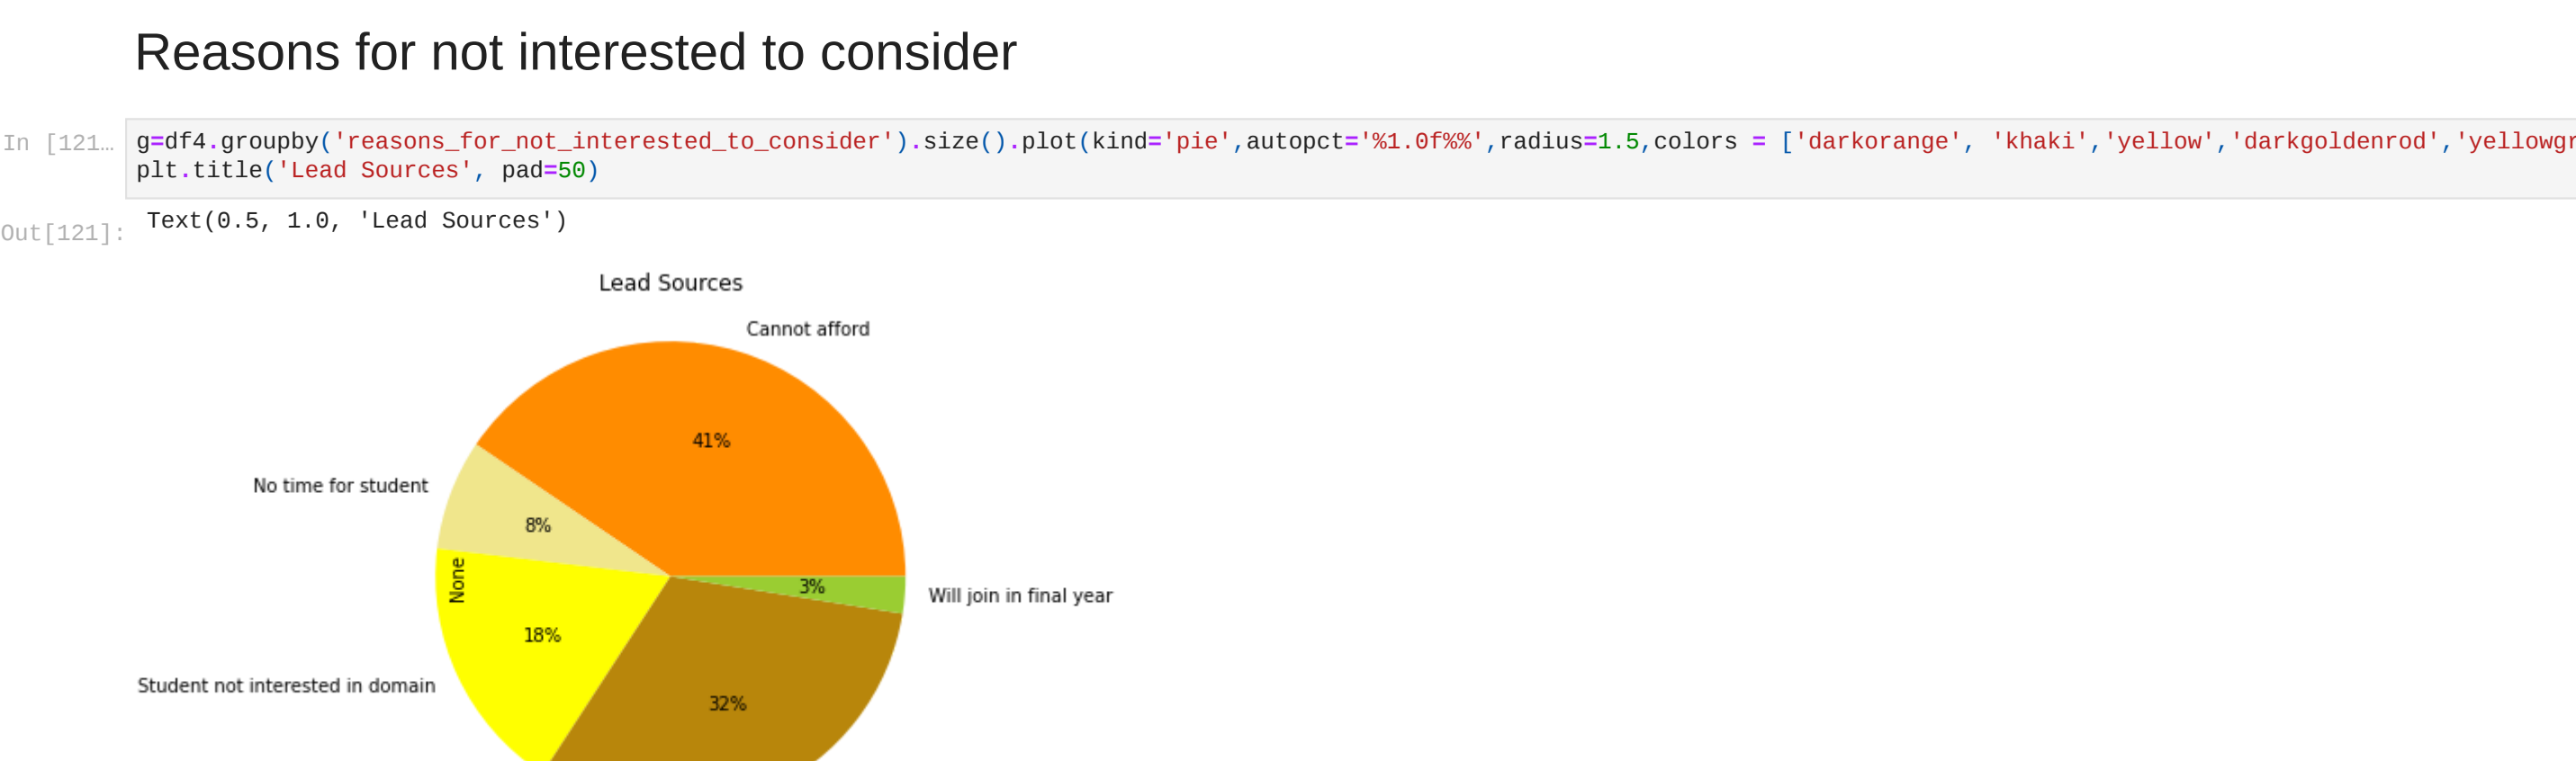 Reasons for not interested to consider
In [121…
g=df4.groupby('reasons_for_not_interested_to_consider').size().plot(kind='pie',autopct='%1.0f%%',radius=1.5,colors = ['darkorange', 'khaki','yellow','darkgoldenrod','yellowgr
plt.title('Lead Sources', pad=50)
Out[121]:
Text(0.5, 1.0, 'Lead Sources')
Lead Sources
Cannot afford
41%
No time for student
8%
None
3%
Will join in final year
18%
Student not interested in domain
32%